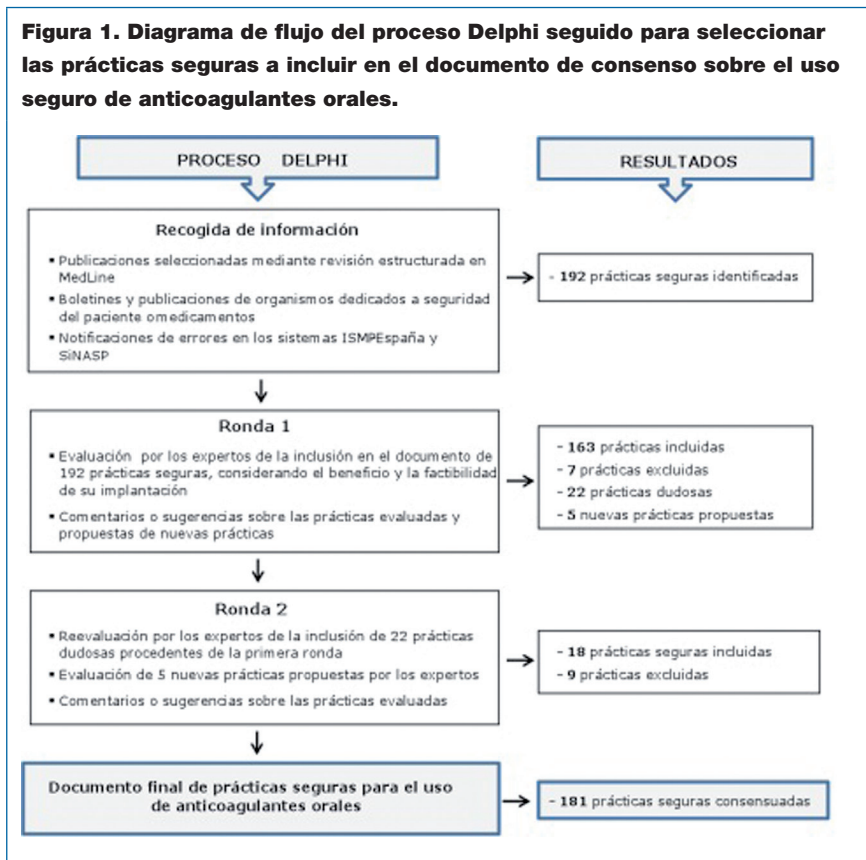 Figura 1. Diagrama de flujo del proceso Delphi seguido para seleccionar
las prácticas seguras a incluir en el documento de consenso sobre el uso
seguro de anticoagulantes orales.
PROCESO DELPHI
RESULTADOS
Recogida de información
▪ Publicaciones seleccionadas mediante revisión estructurada en
MedLine
▪ Boletines y publicaciones de organismos dedicados a seguridad
del paciente omedicamentos
▪ Notificaciones de errores en los sistemas ISMPEspaña y
SiNASP
- 192 prácticas seguras identificadas
Ronda 1
▪ Evaluación por los expertos de la inclusión en el documento de
192 prácticas seguras, considerando el beneficio y la factibilidad
de su implantación
▪ Comentarios o sugerencias sobre las prácticas evaluadas y
propuestas de nuevas prácticas
- 163 prácticas incluidas
- 7 prácticas excluidas
- 22 prácticas dudosas
- 5 nuevas prácticas propuestas
Ronda 2
▪ Reevaluación por los expertos de la inclusión de 22 prácticas
dudosas procedentes de la primera ronda
▪ Evaluación de 5 nuevas prácticas propuestas por los expertos
▪ Comentarios o sugerencias sobre las prácticas evaluadas
- 18 prácticas seguras incluidas
- 9 prácticas excluidas
Documento final de prácticas seguras para el uso
de anticoagulantes orales
- 181 prácticas seguras consensuadas